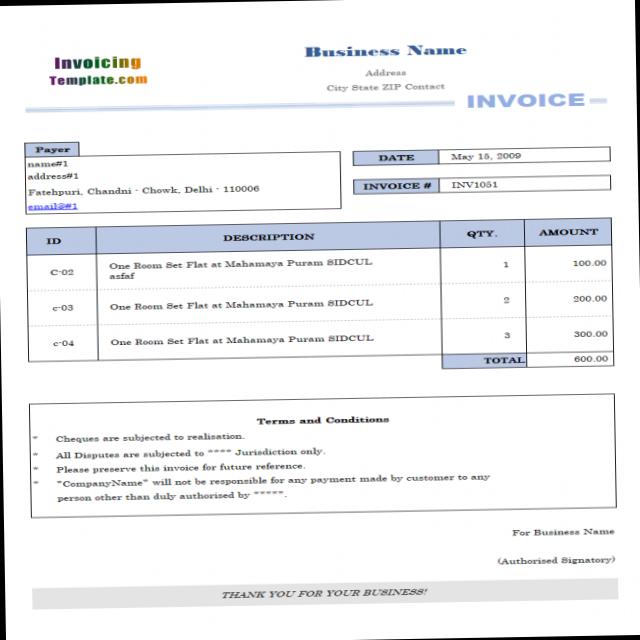 Invoicing
Template.com
Business Name
Address
City State ZIP Contact
INVOICE
Payer
name#1
address#1
Fatehpuri, Chandni - Chowk, Delhi - 110006
email@#1
DATE May 15, 2009
INVOICE # INV1051
ID DESCRIPTION QTY. AMOUNT
C-02 One Room Set Flat at Mahamaya Puram SIDCUL 1 100.00
asfaf
c-03 One Room Set Flat at Mahamaya Puram SIDCUL 2 200.00
c-04 One Room Set Flat at Mahamaya Puram SIDCUL 3 300.00
TOTAL 600.00
Terms and Conditions
* Cheques are subjected to realisation.
* All Disputes are subjected to **** Jurisdiction only.
* Please preserve this invoice for future reference.
* "CompanyName" will not be responsible for any payment made by customer to any
person other than duly authorised by *****.
For Business Name
(Authorised Signatory)
THANK YOU FOR YOUR BUSINESS!